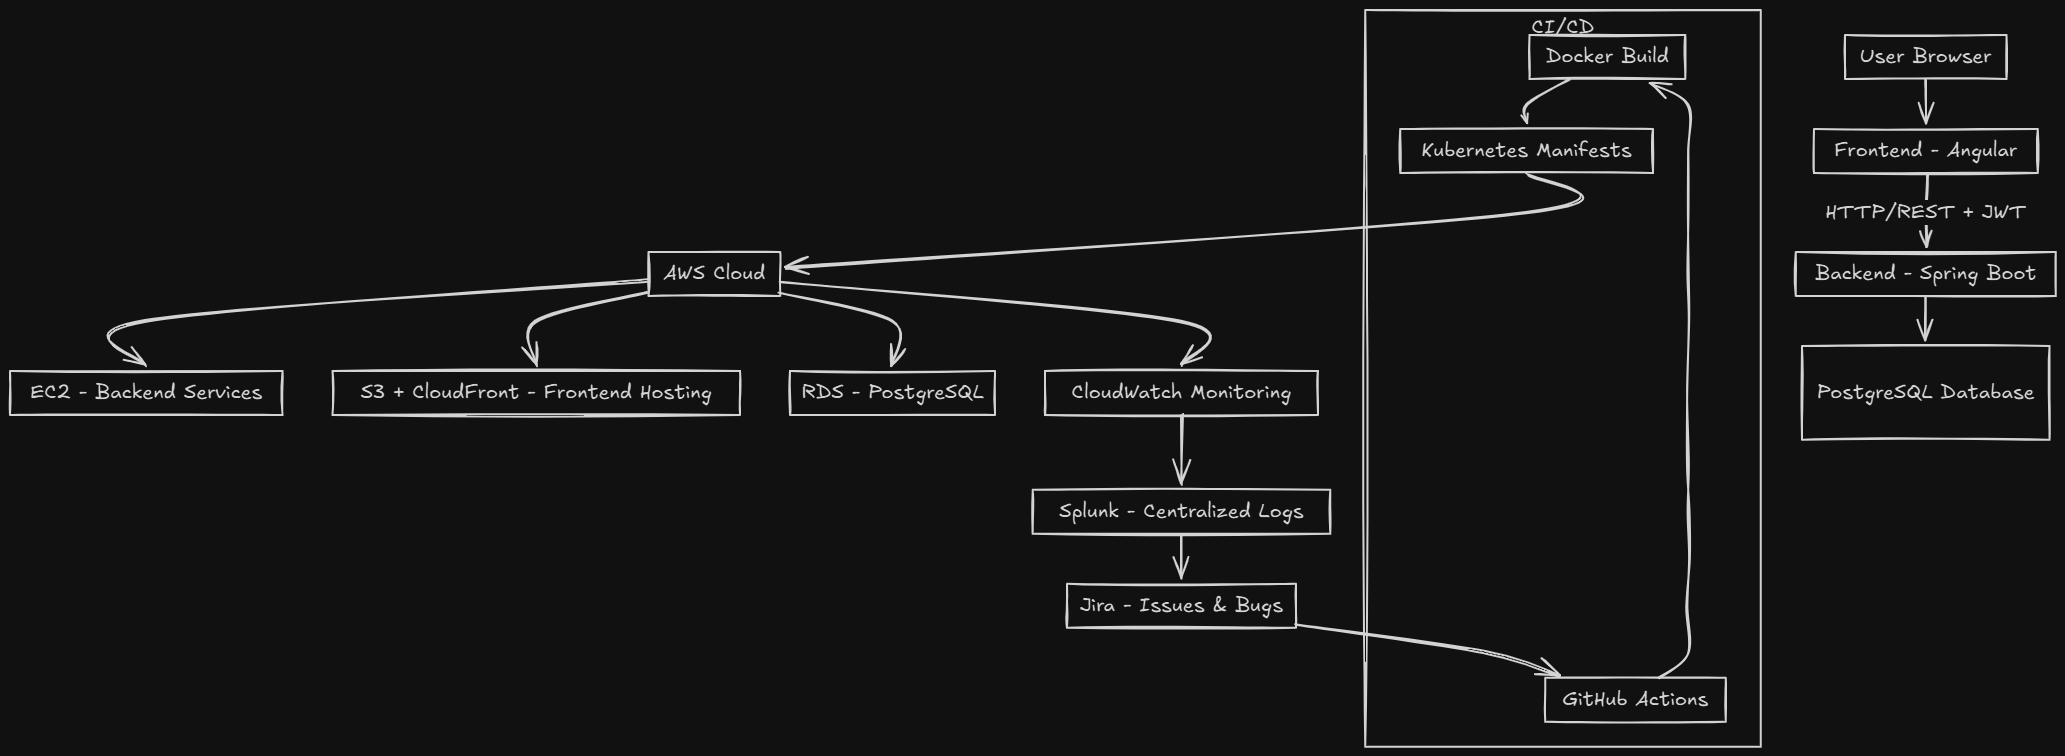 CI/CD
Docker Build
User Browser
Kubernetes Manifests
Frontend - Angular
HTTP/REST + JWT
AWS Cloud
Backend - Spring Boot
EC2 - Backend Services
S3 + CloudFront - Frontend Hosting
RDS - PostgreSQL
CloudWatch Monitoring
PostgreSQL Database
Splunk - Centralized Logs
Jira - Issues & Bugs
GitHub Actions